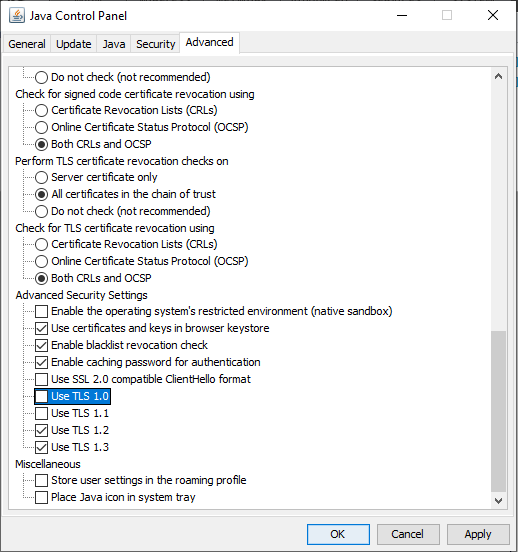 Java Control Panel
General Update Java Security Advanced
Do not check (not recommended)
Check for signed code certificate revocation using
Certificate Revocation Lists (CRLs)
Online Certificate Status Protocol (OCSP)
Both CRLs and OCSP
Perform TLS certificate revocation checks on
Server certificate only
All certificates in the chain of trust
Do not check (not recommended)
Check for TLS certificate revocation using
Certificate Revocation Lists (CRLs)
Online Certificate Status Protocol (OCSP)
Both CRLs and OCSP
Advanced Security Settings
Enable the operating system's restricted environment (native sandbox)
Use certificates and keys in browser keystore
Enable blacklist revocation check
Enable caching password for authentication
Use SSL 2.0 compatible ClientHello format
Use TLS 1.0
Use TLS 1.1
Use TLS 1.2
Use TLS 1.3
Miscellaneous
Store user settings in the roaming profile
Place Java icon in system tray
OK Cancel Apply